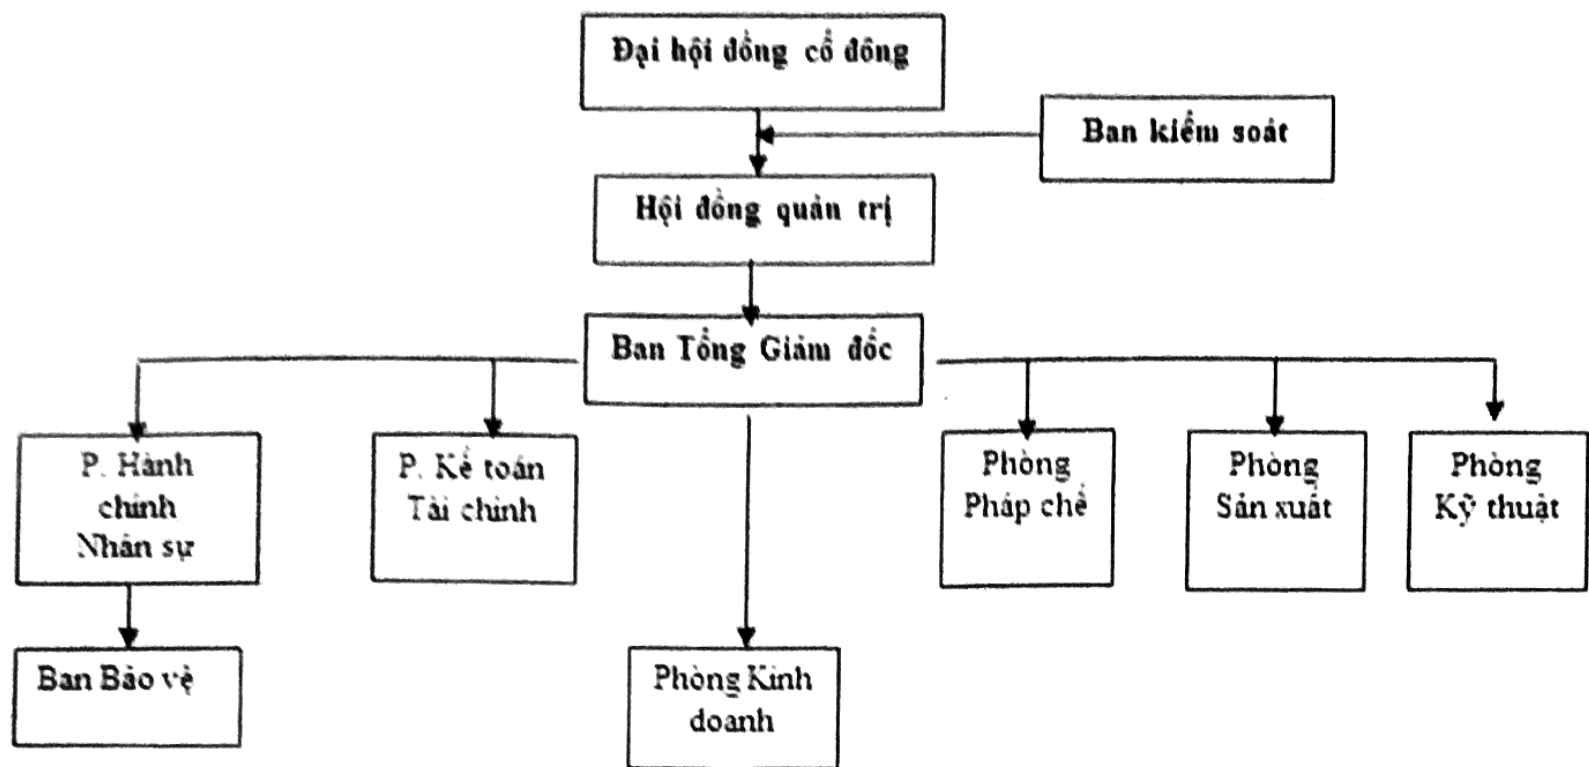 Đại hội đồng cổ đông
Ban kiểm soát
Hội đồng quản trị
Ban Tổng Giám đốc
P. Hành
chính
Nhân sự
P. Kế toán
Tài chính
Phòng
Pháp chế
Phòng
Sản xuất
Phòng
Kỹ thuật
Ban Bảo vệ
Phòng Kinh
doanh